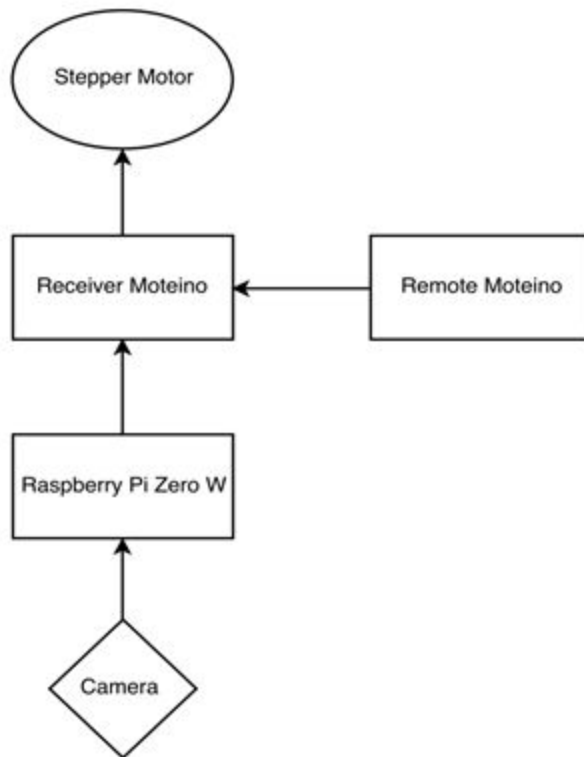 Stepper Motor
Receiver Moteino
Remote Moteino
Raspberry Pi Zero W
Camera